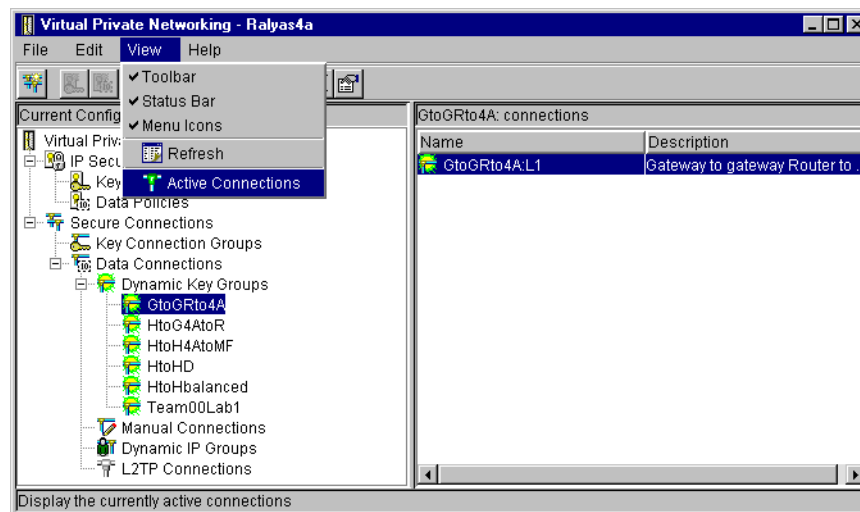 Virtual Private Networking - Ralyas4a
File Edit View Help
Toolbar
Status Bar
Menu Icons
Refresh
Active Connections
Current Config
Virtual Priv
IP Secu
Key
Data Policies
Secure Connections
Key Connection Groups
Data Connections
Dynamic Key Groups
GtoGRto4A
HtoG4AtoR
HtoH4AtoMF
HtoHD
HtoHbalanced
Team00Lab1
Manual Connections
Dynamic IP Groups
L2TP Connections
GtoGRto4A: connections
Name Description
GtoGRto4A:L1 Gateway to gateway Router to .
Display the currently active connections